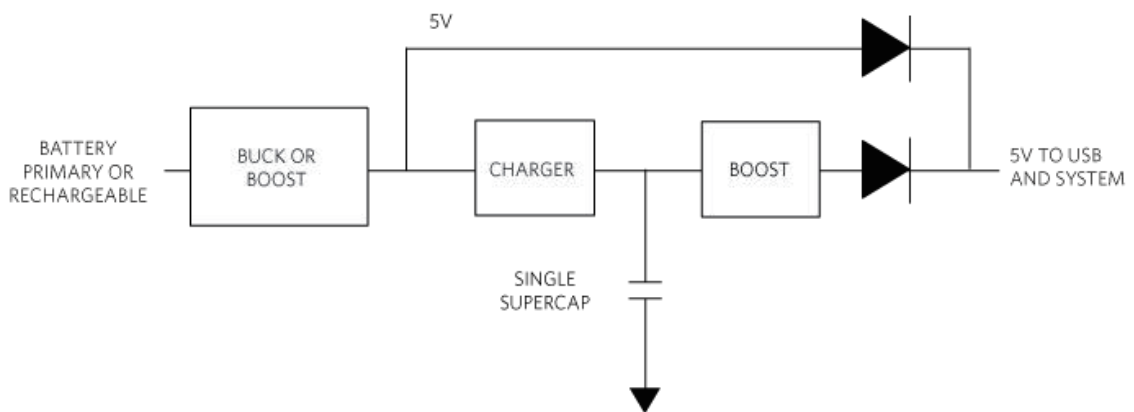 5V
BATTERY
PRIMARY OR
RECHARGEABLE
BUCK OR
BOOST
CHARGER
BOOST
5V TO USB
AND SYSTEM
SINGLE
SUPERCAP